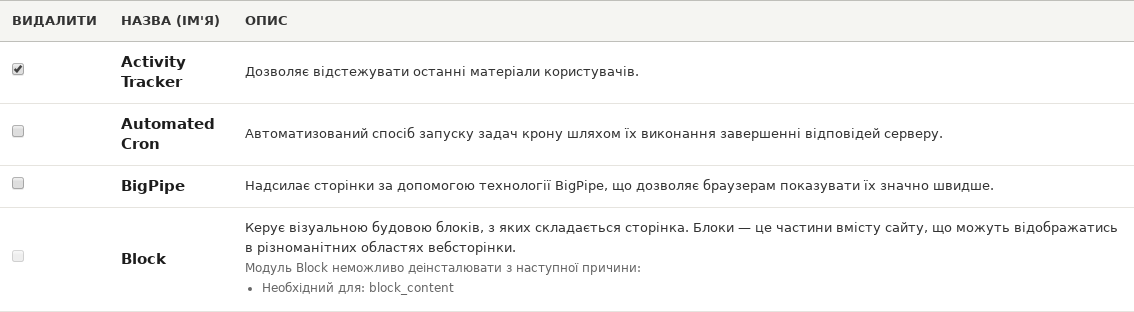 ВИДАЛИТИ НАЗВА (ІМ'Я) ОПИС
Activity
Tracker
Дозволяє відстежувати останні матеріали користувачів.
Automated
Cron
Автоматизований спосіб запуску задач крону шляхом їх виконання завершенні відповідей серверу.
BigPipe
Надсилає сторінки за допомогою технології BigPipe, що дозволяє браузерам показувати їх значно швидше.
Block
Керує візуальною будовою блоків, з яких складається сторінка. Блоки — це частини вмісту сайту, що можуть відображатись
в різноманітних областях вебсторінки.
Модуль Block неможливо деінсталювати з наступної причини:
• Необхідний для: block_content